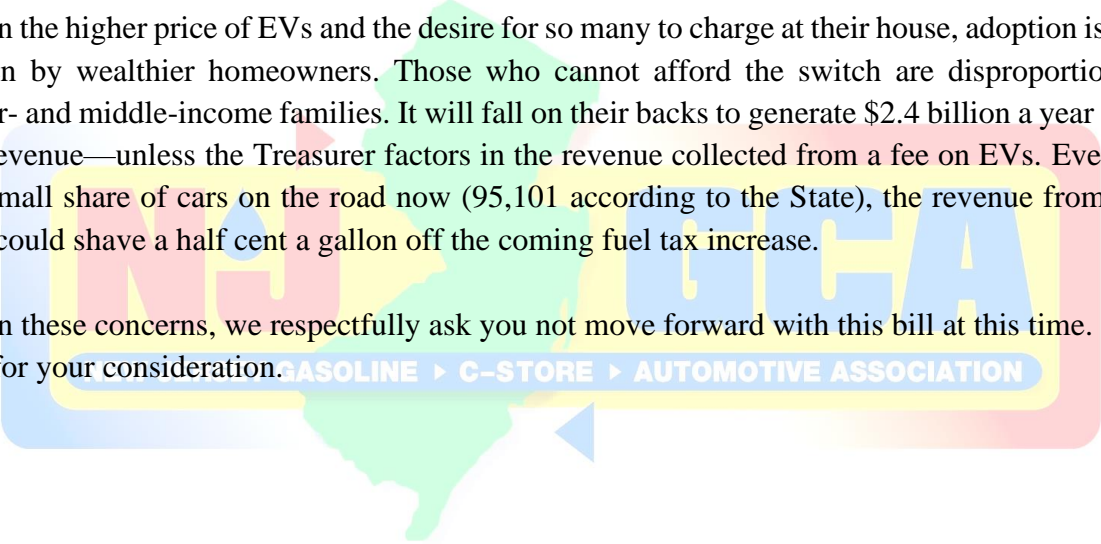 n the higher price of EVs and the desire for so many to charge at their house, adoption is
n by wealthier homeowners. Those who cannot afford the switch are disproportio
r- and middle-income families. It will fall on their backs to generate $2.4 billion a year
evenue—unless the Treasurer factors in the revenue collected from a fee on EVs. Eve
mall share of cars on the road now (95,101 according to the State), the revenue from
could shave a half cent a gallon off the coming fuel tax increase.
NJ GCA
n these concerns, we respectfully ask you not move forward with this bill at this time.
for your consideration.
NEW JERSEY GASOLINE ▸ C-STORE ▸ AUTOMOTIVE ASSOCIATION